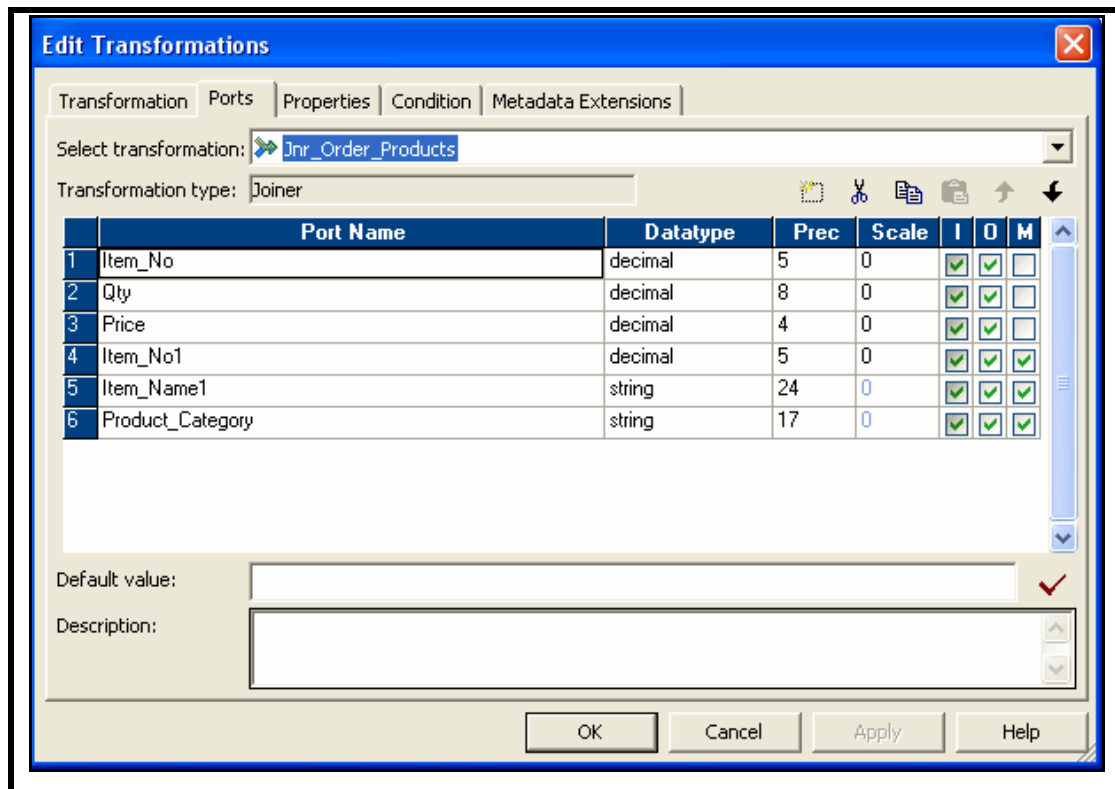 Edit Transformations
Transformation Ports Properties Condition Metadata Extensions
Select transformation: Jnr_Order_Products
Transformation type: Joiner
Port Name Datatype Prec Scale I O M
1 Item_No decimal 5 0
2 Qty decimal 8 0
3 Price decimal 4 0
4 Item_No1 decimal 5 0
5 Item_Name1 string 24 0
6 Product_Category string 17 0
Default value:
Description:
OK Cancel Apply Help